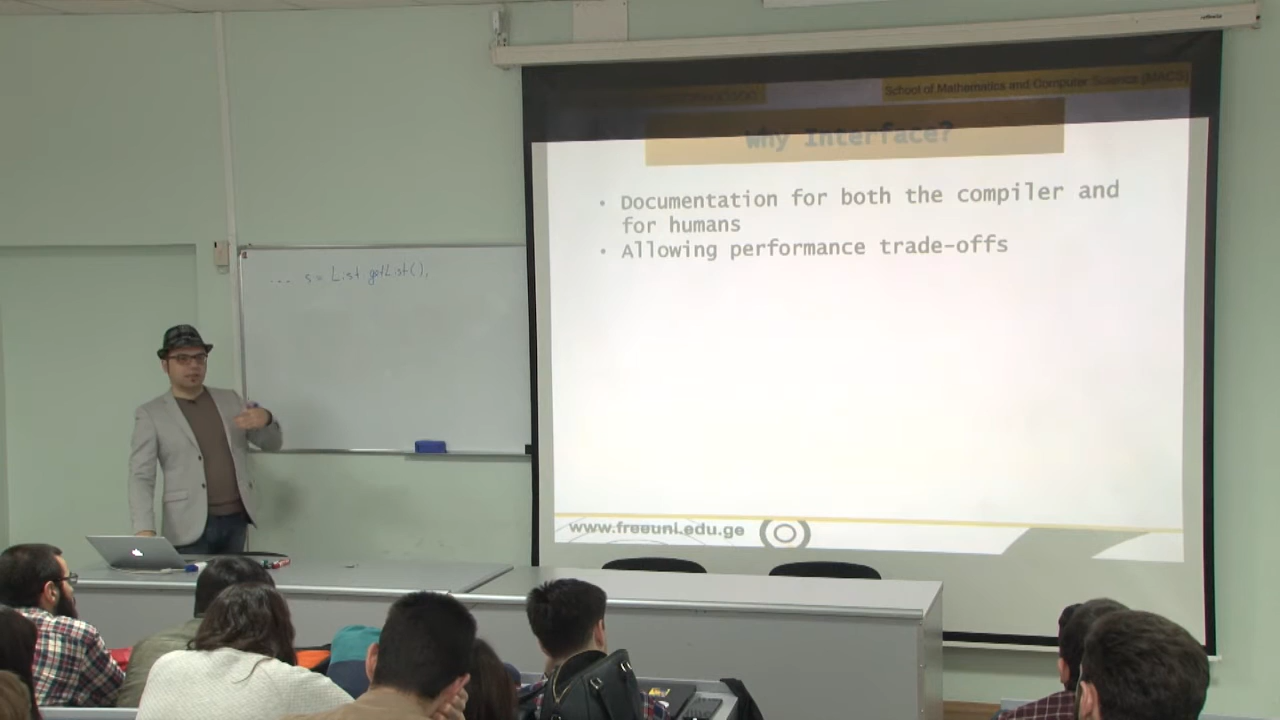 School of Mathematics and Computer Science (MACS)
Why Interface?
• Documentation for both the compiler and
for humans
• Allowing performance trade-offs
... s = List.getList();
www.freeuni.edu.ge